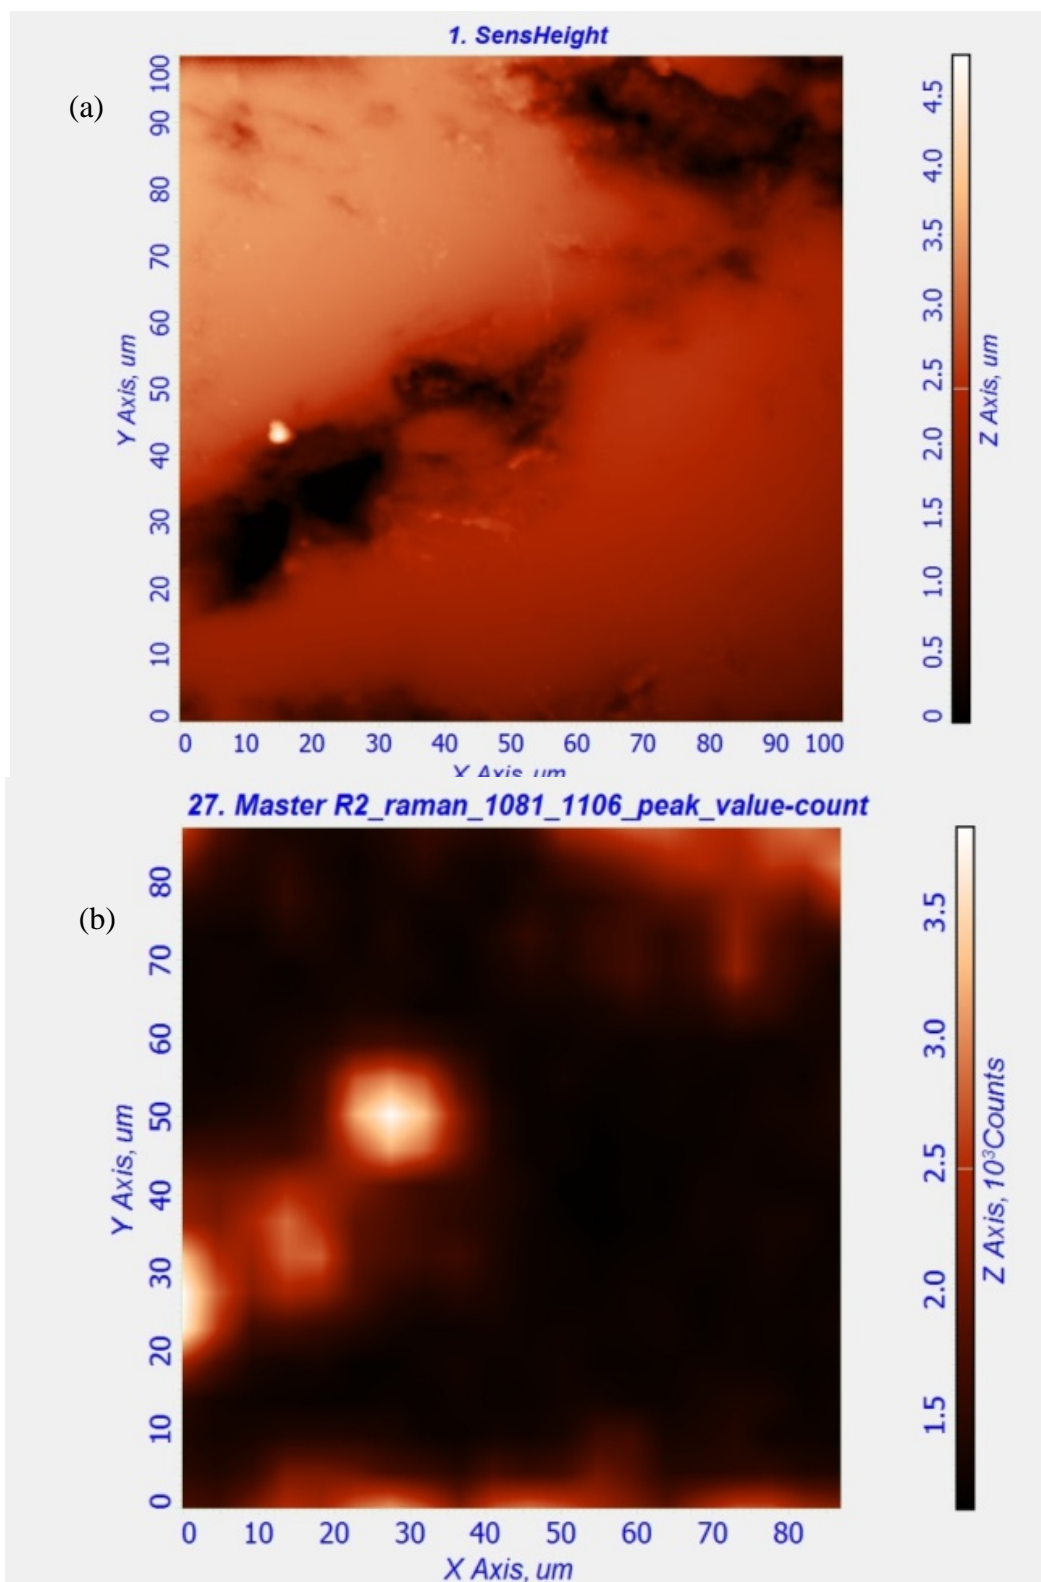 1. SensHeight
(a)
100
90
80
70
60
50
40
30
20
10
0
Y Axis, um
0 10 20 30 40 50 60 70 80 90 100
X Axis, um
4.5
4.0
3.5
3.0
2.5
2.0
1.5
1.0
0.5
0
Z Axis, um
27. Master R2_raman_1081_1106_peak_value-count
(b)
80
70
60
50
40
30
20
10
0
Y Axis, um
0 10 20 30 40 50 60 70 80
X Axis, um
3.5
3.0
2.5
2.0
1.5
Z Axis, 10³Counts